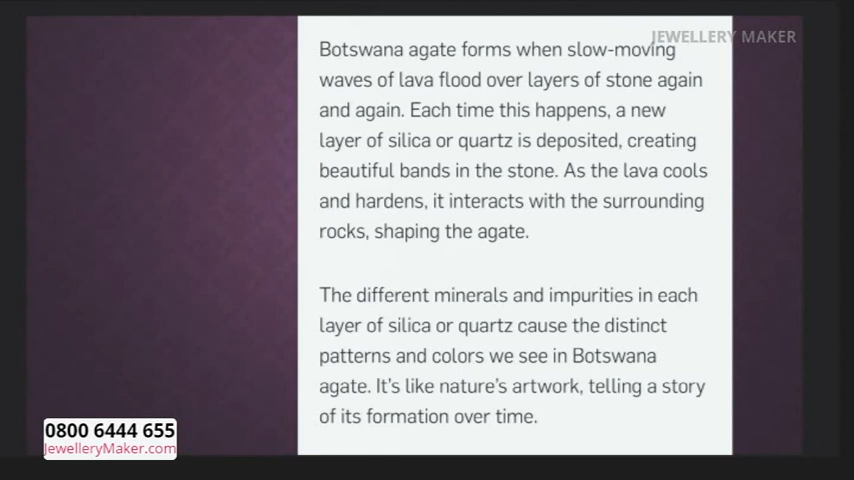 JEWELLERY MAKER
Botswana agate forms when slow-moving
waves of lava flood over layers of stone again
and again. Each time this happens, a new
layer of silica or quartz is deposited, creating
beautiful bands in the stone. As the lava cools
and hardens, it interacts with the surrounding
rocks, shaping the agate.
The different minerals and impurities in each
layer of silica or quartz cause the distinct
patterns and colors we see in Botswana
agate. It's like nature's artwork, telling a story
of its formation over time.
0800 6444 655
JewelleryMaker.com